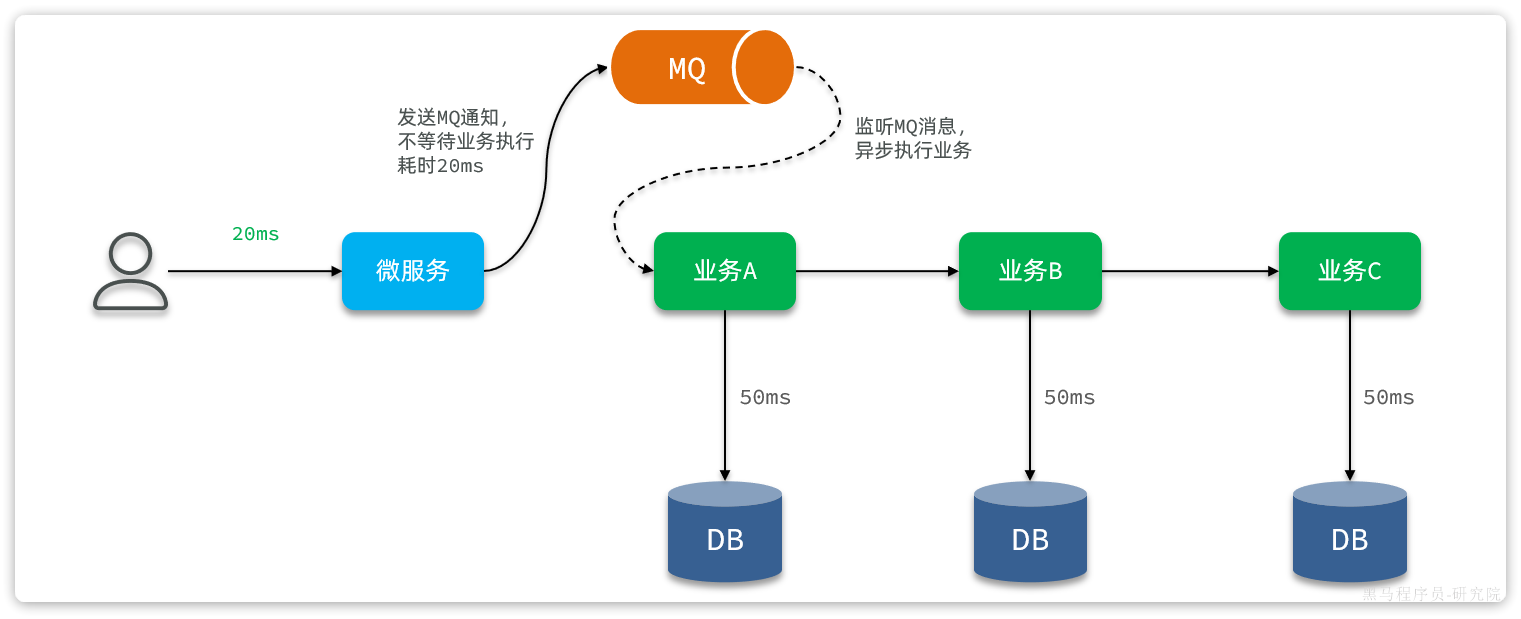 MQ
发送MQ通知,
不等待业务执行
耗时20ms
监听MQ消息,
异步执行业务
20ms
微服务
业务A
业务B
业务C
50ms
50ms
50ms
DB
DB
DB
黑马程序员-研究院